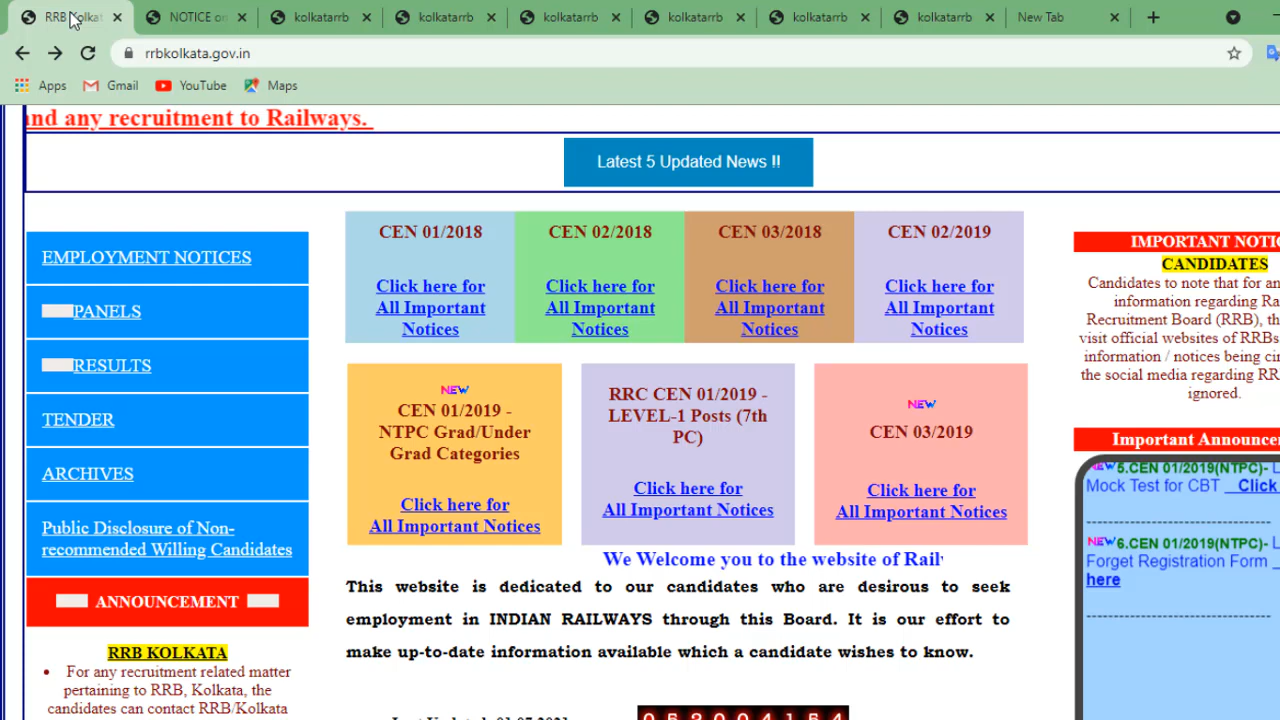 RRB Kolkat
NOTICE on
kolkatarrb
kolkatarrb
kolkatarrb
kolkatarrb
kolkatarrb
kolkatarrb
New Tab
rrbkolkata.gov.in
Apps
Gmail
YouTube
Maps
and any recruitment to Railways.
Latest 5 Updated News !!
EMPLOYMENT NOTICES
PANELS
RESULTS
TENDER
ARCHIVES
Public Disclosure of Non-
recommended Willing Candidates
ANNOUNCEMENT
RRB KOLKATA
• For any recruitment related matter
pertaining to RRB, Kolkata, the
candidates can contact RRB/Kolkata
CEN 01/2018
Click here for
All Important
Notices
CEN 02/2018
Click here for
All Important
Notices
CEN 03/2018
Click here for
All Important
Notices
CEN 02/2019
Click here for
All Important
Notices
NEW
CEN 01/2019 -
NTPC Grad/Under
Grad Categories
Click here for
All Important Notices
RRC CEN 01/2019 -
LEVEL-1 Posts (7th
PC)
Click here for
All Important Notices
NEW
CEN 03/2019
Click here for
All Important Notices
We Welcome you to the website of Rail
This website is dedicated to our candidates who are desirous to seek
employment in INDIAN RAILWAYS through this Board. It is our effort to
make up-to-date information available which a candidate wishes to know.
IMPORTANT NOTI
CANDIDATES
Candidates to note that for an
information regarding Ra
Recruitment Board (RRB), th
visit official websites of RRBs
information / notices being ci
the social media regarding RR
ignored.
Important Announce
NEW 5.CEN 01/2019(NTPC)- L
Mock Test for CBT Click
NEW 6.CEN 01/2019(NTPC)- L
Forget Registration Form
here